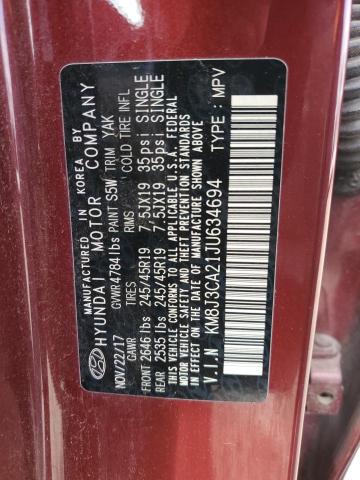 MANUFACTURED IN KOREA BY
HYUNDAI MOTOR COMPANY
NOV/22/17 GVWR 4784 lbs PAINT S5W TRIM YAK
GAWR TIRES RIMS COLD TIRE INFL
FRONT 2646 lbs 245/45R19 7.5JX19 35psi SINGLE
REAR 2535 lbs 245/45R19 7.5JX19 35psi SINGLE
THIS VEHICLE CONFORMS TO ALL APPLICABLE U.S.A. FEDERAL
MOTOR VEHICLE SAFETY AND THEFT PREVENTION STANDARDS
IN EFFECT ON THE DATE OF MANUFACTURE SHOWN ABOVE.
V.I.N KM8J3CA21JU634694 TYPE : MPV